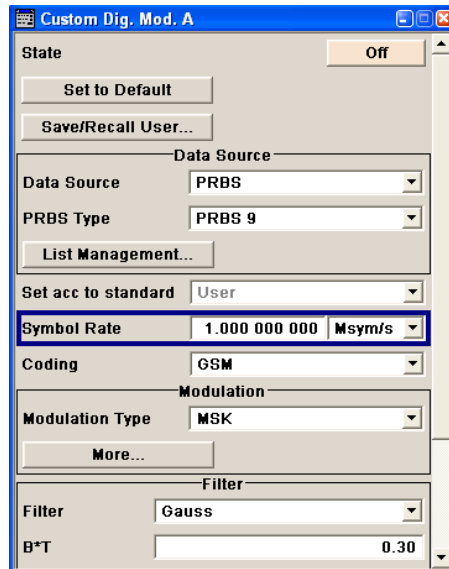 Custom Dig. Mod. A
State Off
Set to Default
Save/Recall User...
Data Source
Data Source PRBS
PRBS Type PRBS 9
List Management...
Set acc to standard User
Symbol Rate 1.000 000 000 Msym/s
Coding GSM
Modulation
Modulation Type MSK
More...
Filter
Filter Gauss
B*T 0.30